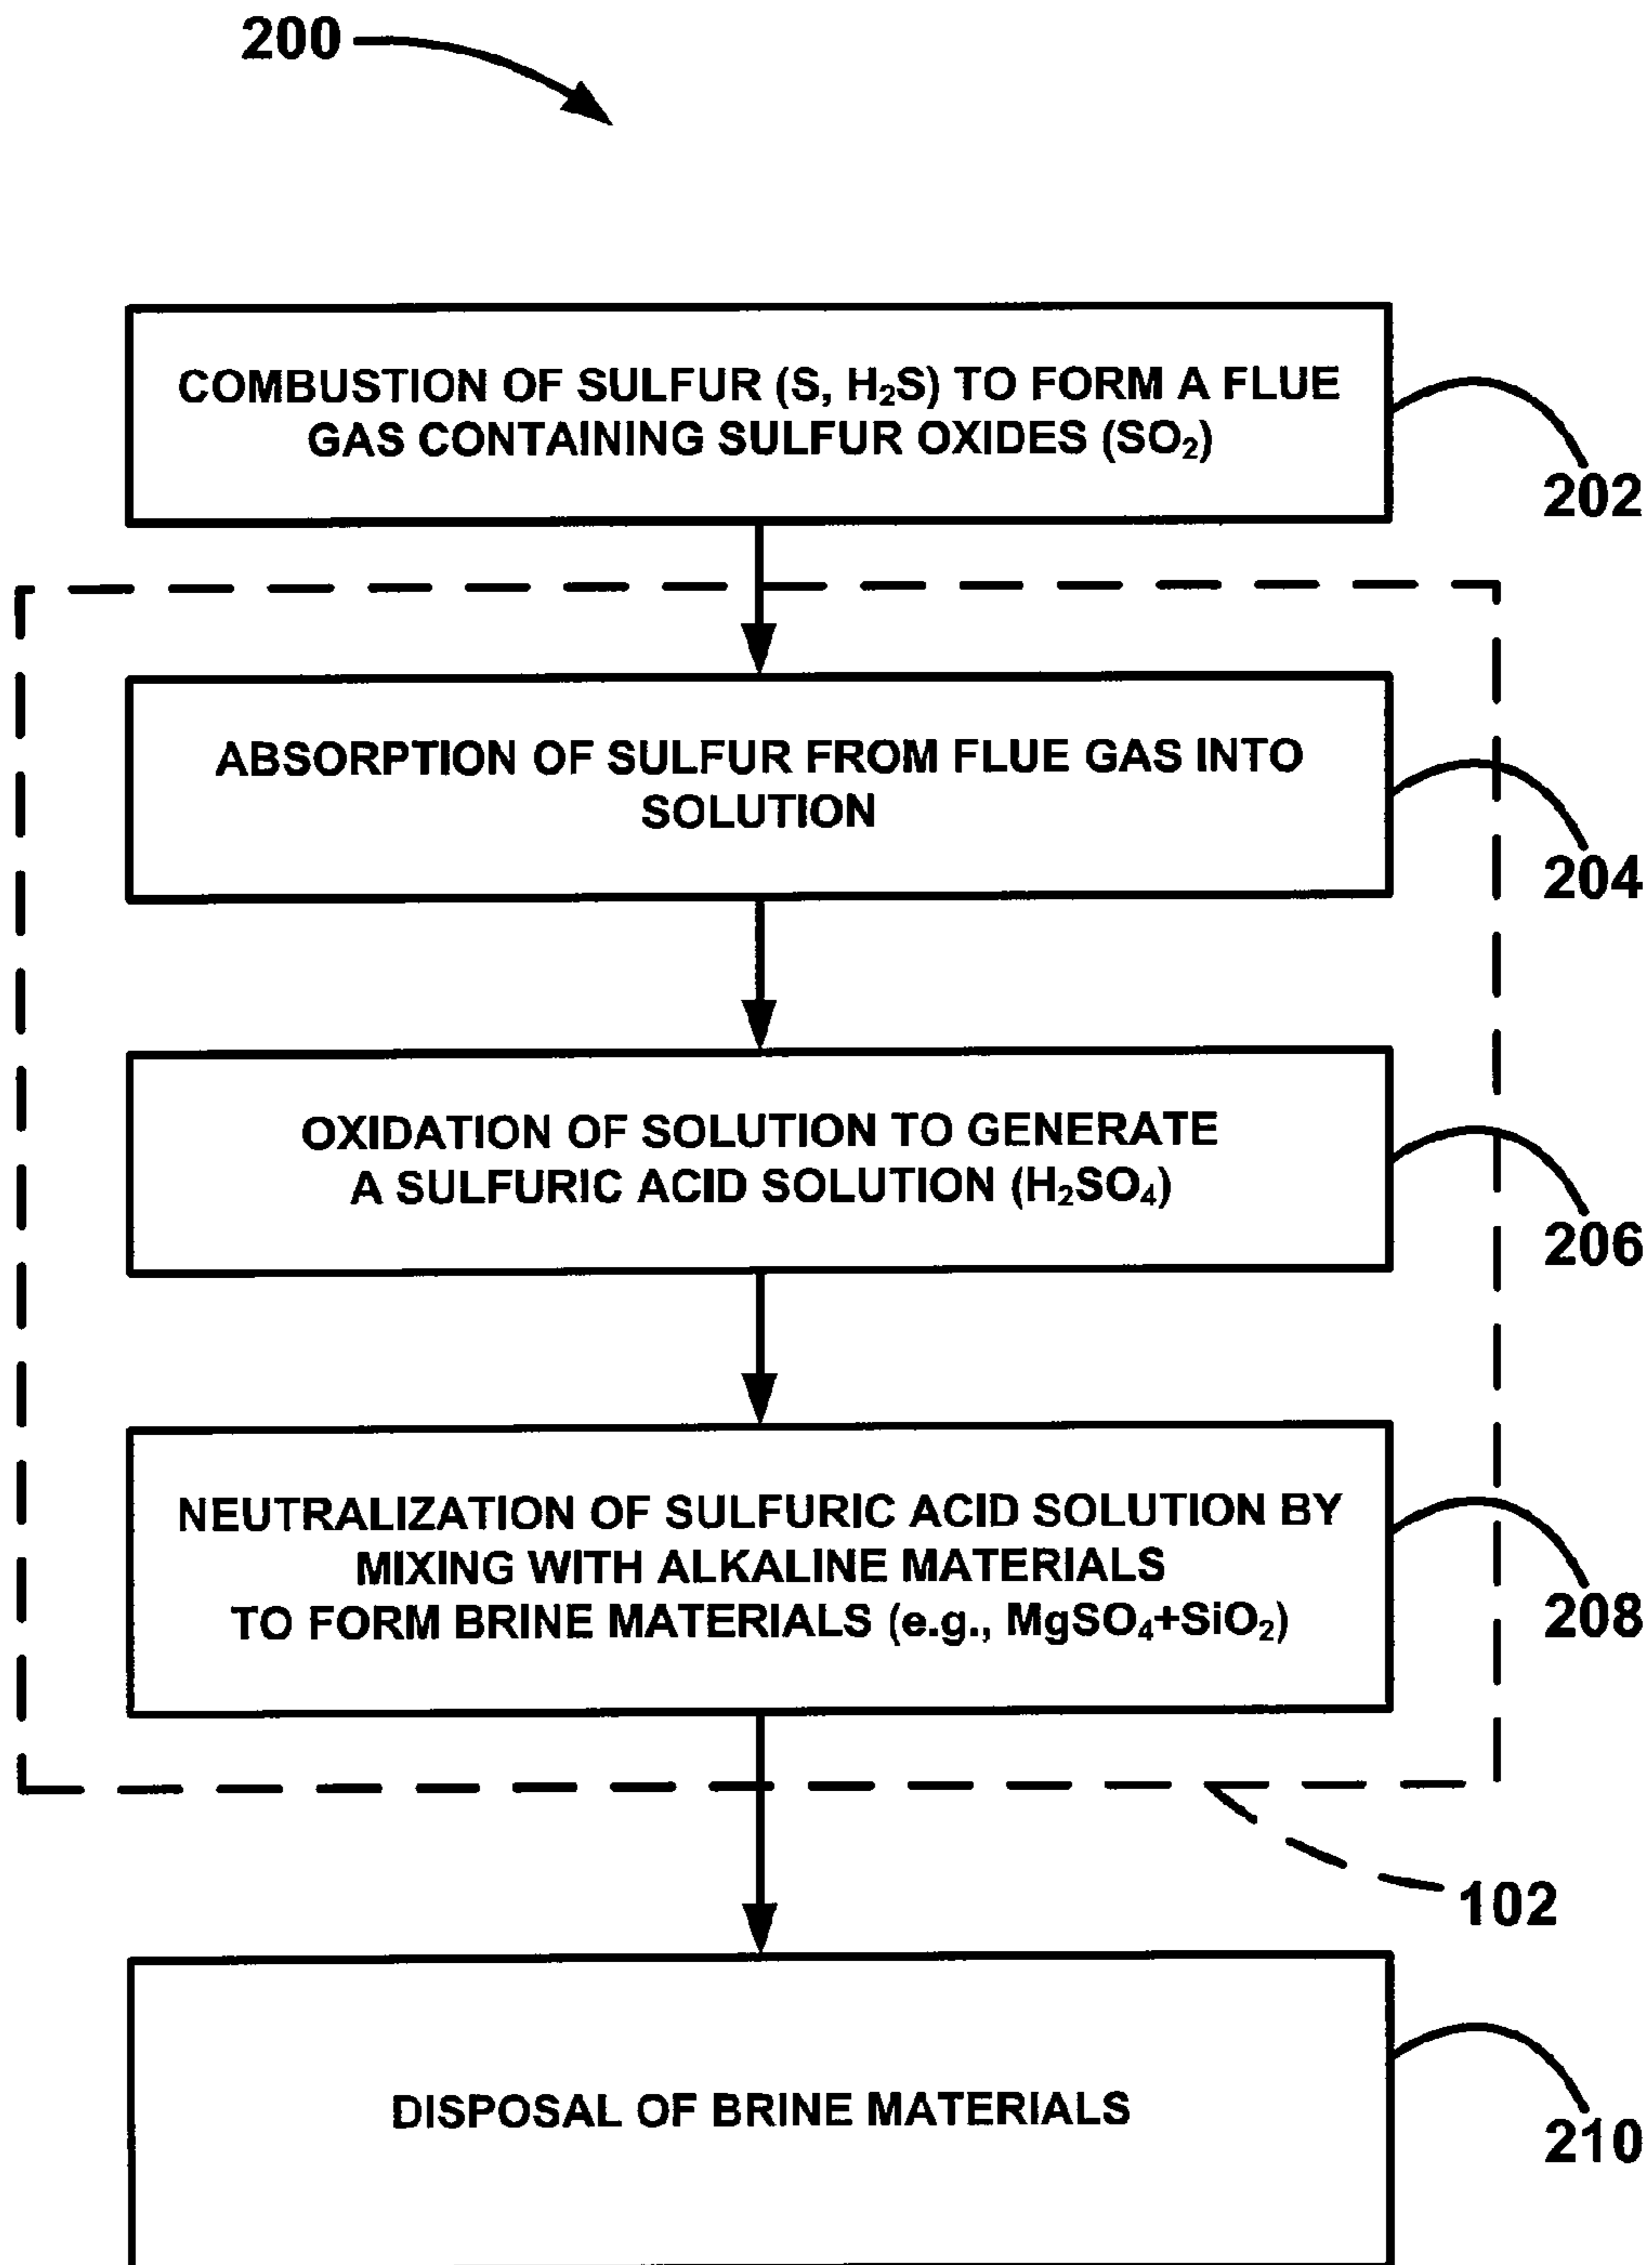 200
COMBUSTION OF SULFUR (S, H₂S) TO FORM A FLUE
GAS CONTAINING SULFUR OXIDES (SO₂)
202
ABSORPTION OF SULFUR FROM FLUE GAS INTO
SOLUTION
204
OXIDATION OF SOLUTION TO GENERATE
A SULFURIC ACID SOLUTION (H₂SO₄)
206
NEUTRALIZATION OF SULFURIC ACID SOLUTION BY
MIXING WITH ALKALINE MATERIALS
TO FORM BRINE MATERIALS (e.g., MgSO₄+SiO₂)
208
102
DISPOSAL OF BRINE MATERIALS
210